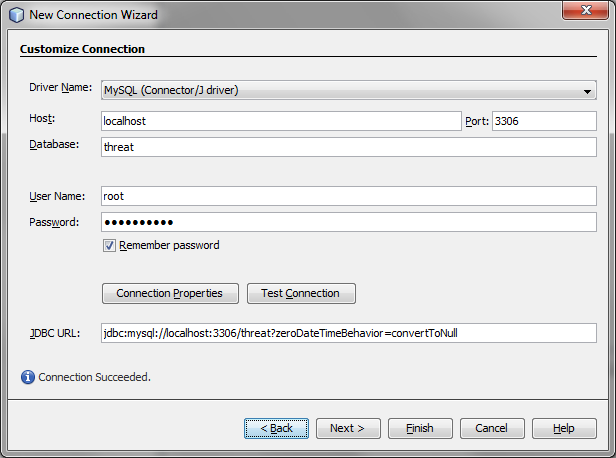 New Connection Wizard
Customize Connection
Driver Name: MySQL (Connector/J driver)
Host: localhost Port: 3306
Database: threat
User Name: root
Password: ●●●●●●●●●●
Remember password
Connection Properties Test Connection
JDBC URL: jdbc:mysql://localhost:3306/threat?zeroDateTimeBehavior=convertToNull
Connection Succeeded.
< Back Next > Finish Cancel Help